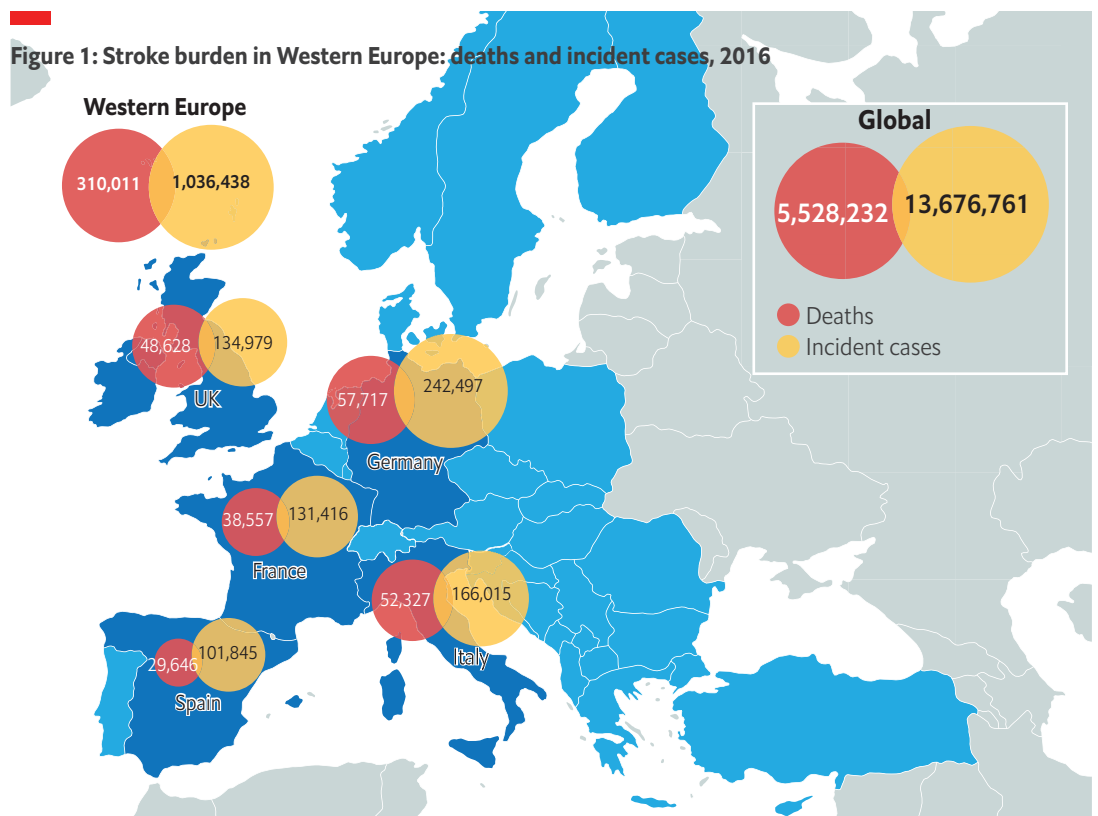 Figure 1: Stroke burden in Western Europe: deaths and incident cases, 2016
Western Europe
310,011
1,036,438
Global
5,528,232
13,676,761
Deaths
Incident cases
48,628
134,979
UK
57,717
242,497
Germany
38,557
131,416
France
52,327
166,015
Italy
29,646
101,845
Spain